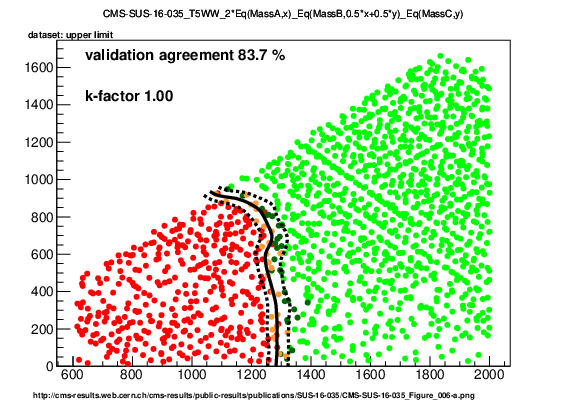 CMS-SUS-16-035_T5WW_2*Eq(MassA,x)_Eq(MassB,0.5*x+0.5*y)_Eq(MassC,y)
dataset: upper limit
validation agreement 83.7 %
k-factor 1.00
1600
1400
1200
1000
800
600
400
200
0
600 800 1000 1200 1400 1600 1800 2000
http://cms-results.web.cern.ch/cms-results/public-results/publications/SUS-16-035/CMS-SUS-16-035_Figure_006-a.png